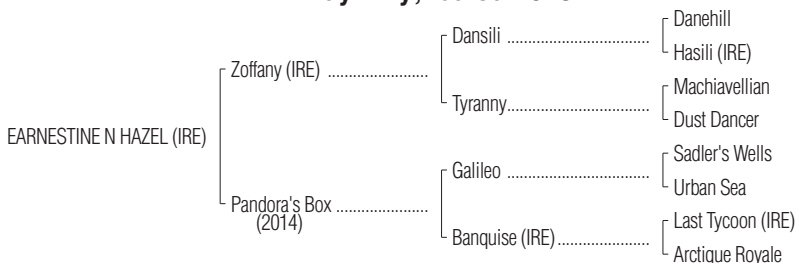 Danehill
Dansili ........................................
Hasili (IRE)
Zoffany (IRE) ............................
Machiavellian
Tyranny........................................
Dust Dancer
EARNESTINE N HAZEL (IRE)
Sadler's Wells
Galileo ........................................
Urban Sea
Pandora's Box ..........................
(2014)
Last Tycoon (IRE)
Banquise (IRE)..........................
Arctique Royale